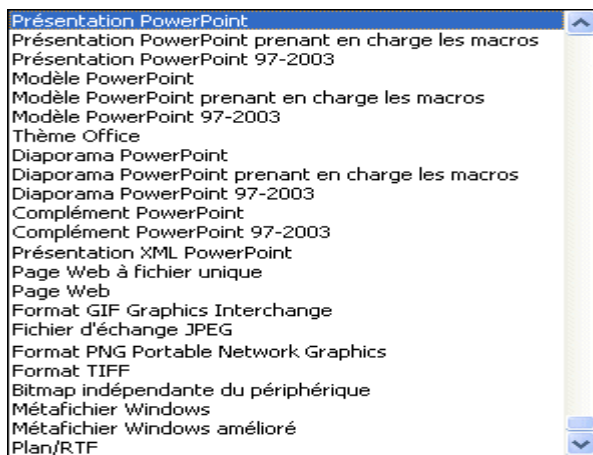 Présentation PowerPoint
Présentation PowerPoint prenant en charge les macros
Présentation PowerPoint 97-2003
Modèle PowerPoint
Modèle PowerPoint prenant en charge les macros
Modèle PowerPoint 97-2003
Thème Office
Diaporama PowerPoint
Diaporama PowerPoint prenant en charge les macros
Diaporama PowerPoint 97-2003
Complément PowerPoint
Complément PowerPoint 97-2003
Présentation XML PowerPoint
Page Web à fichier unique
Page Web
Format GIF Graphics Interchange
Fichier d'échange JPEG
Format PNG Portable Network Graphics
Format TIFF
Bitmap indépendante du périphérique
Métafichier Windows
Métafichier Windows amélioré
Plan/RTF